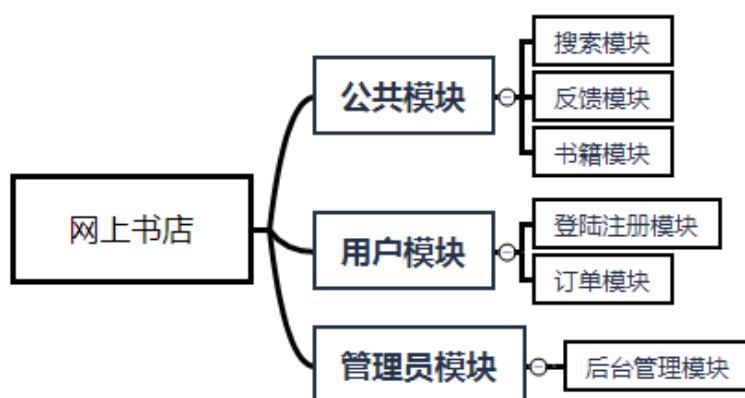 网上书店
公共模块
搜索模块
反馈模块
书籍模块
用户模块
登陆注册模块
订单模块
管理员模块
后台管理模块